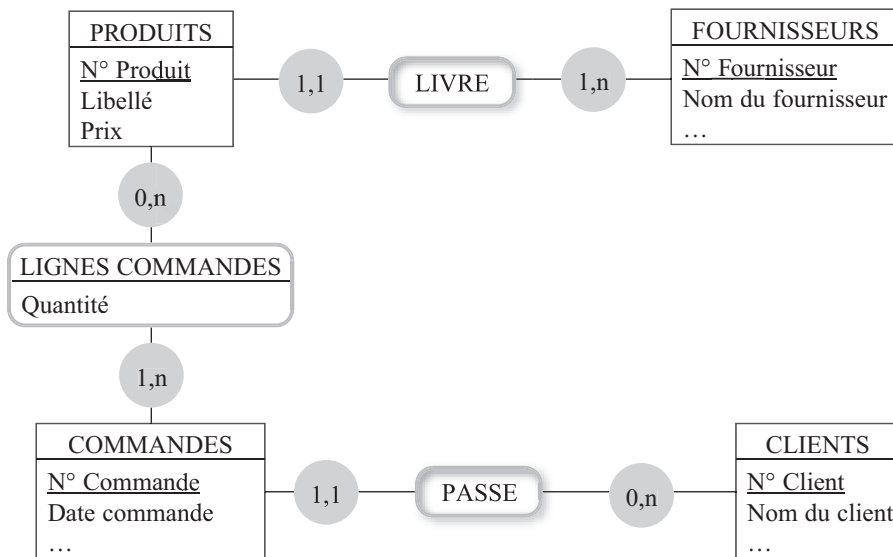 PRODUITS
N° Produit
Libellé
Prix
1,1
LIVRE
1,n
FOURNISSEURS
N° Fournisseur
Nom du fournisseur
…
0,n
LIGNES COMMANDES
Quantité
1,n
COMMANDES
N° Commande
Date commande
…
1,1
PASSE
0,n
CLIENTS
N° Client
Nom du client
…